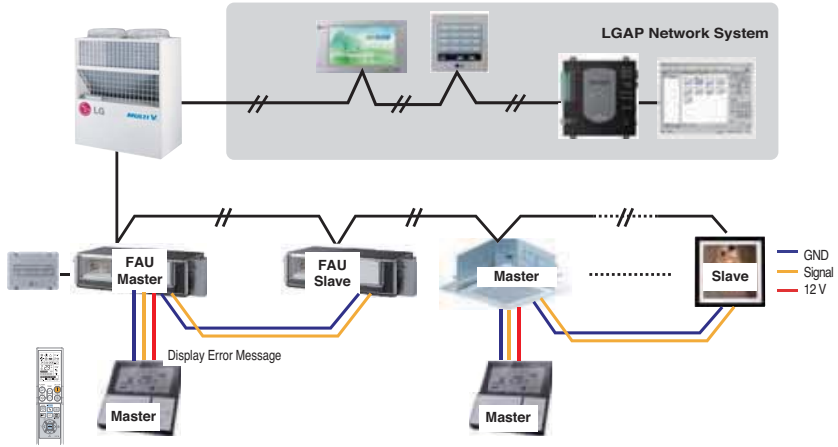 LGAP Network System
LG
MULTI V
FAU
Master
FAU
Slave
Master
Slave
GND
Signal
12 V
Display Error Message
Master
Master